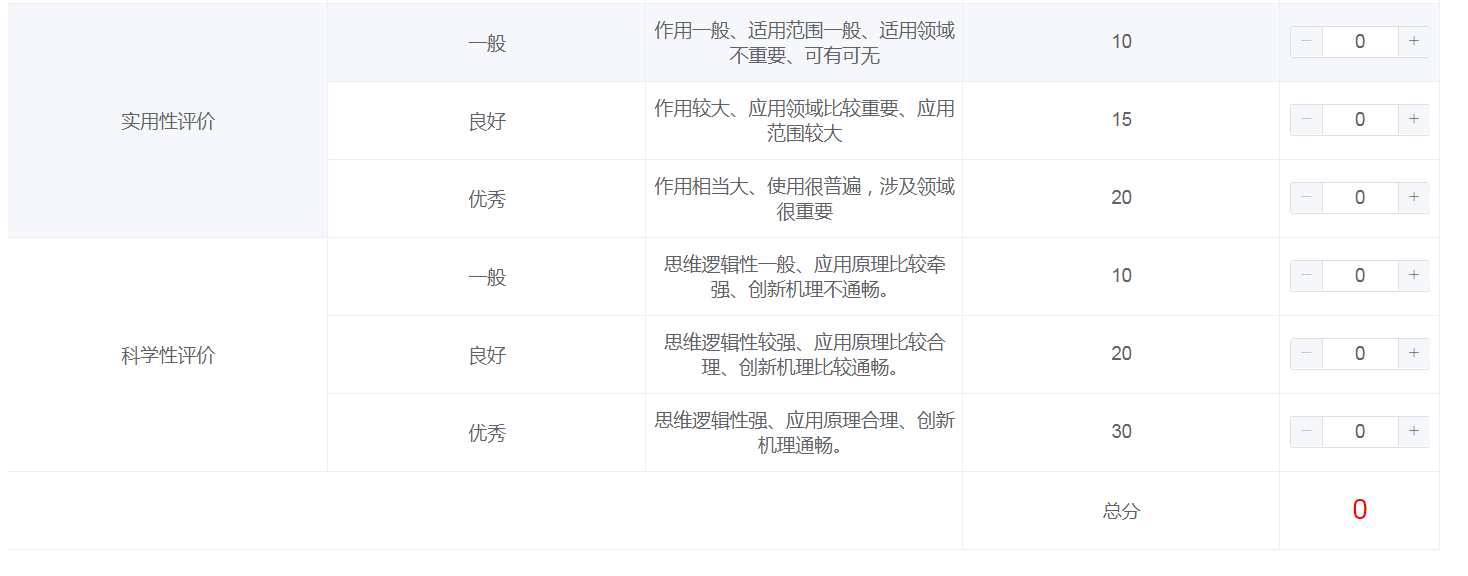 一般
作用一般、适用范围一般、适用领域
不重要、可有可无
10
－ 0 +
实用性评价
良好
作用较大、应用领域比较重要、应用
范围较大
15
－ 0 +
优秀
作用相当大、使用很普遍，涉及领域
很重要
20
－ 0 +
一般
思维逻辑性一般、应用原理比较牵
强、创新机理不通畅。
10
－ 0 +
科学性评价
良好
思维逻辑性较强、应用原理比较合
理、创新机理比较通畅。
20
－ 0 +
优秀
思维逻辑性强、应用原理合理、创新
机理通畅。
30
－ 0 +
总分
0